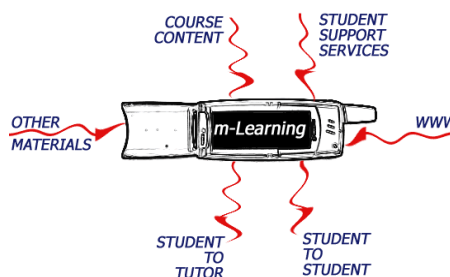 COURSE
CONTENT
STUDENT
SUPPORT
SERVICES
OTHER
MATERIALS
m-Learning
WWW
STUDENT
TO
TUTOR
STUDENT
TO
STUDENT